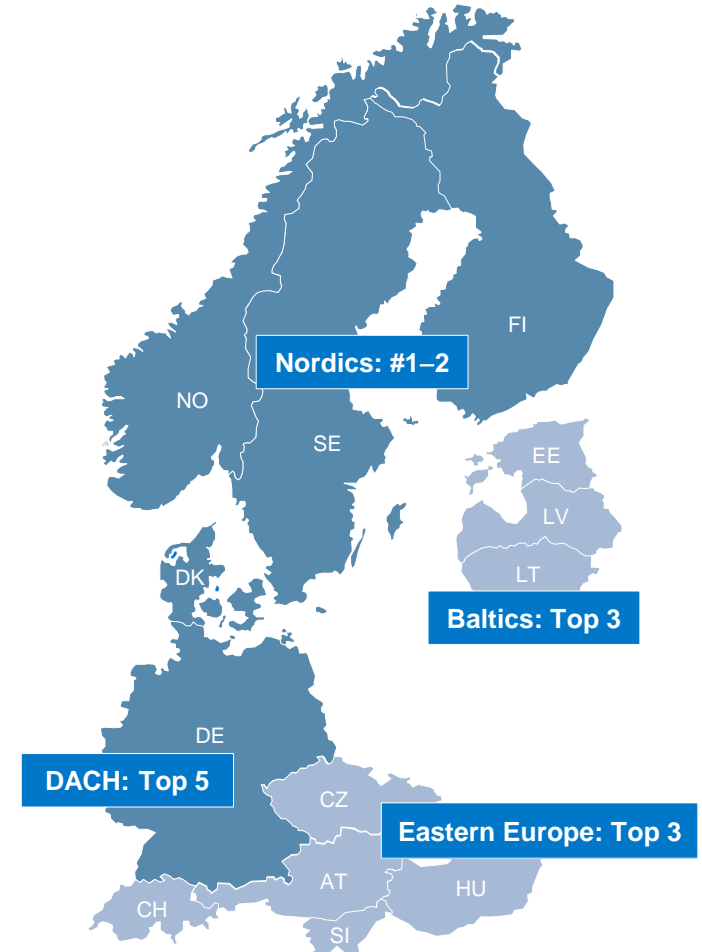 FI
Nordics: #1–2
NO
SE
EE
LV
DK
LT
Baltics: Top 3
DE
DACH: Top 5
CZ
Eastern Europe: Top 3
AT
HU
CH
SI